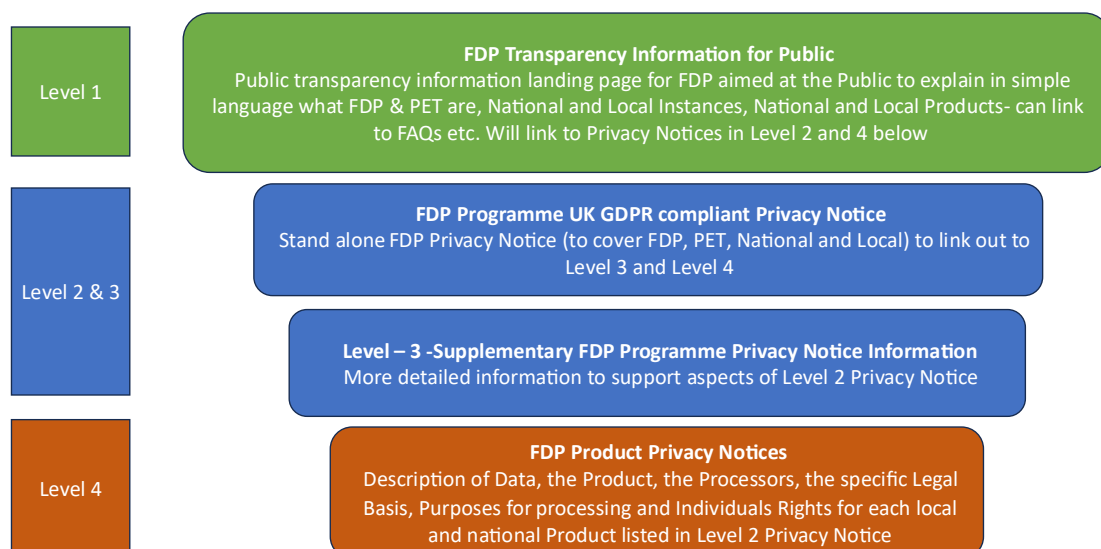 Level 1
FDP Transparency Information for Public
Public transparency information landing page for FDP aimed at the Public to explain in simple
language what FDP & PET are, National and Local Instances, National and Local Products- can link
to FAQs etc. Will link to Privacy Notices in Level 2 and 4 below
Level 2 & 3
FDP Programme UK GDPR compliant Privacy Notice
Stand alone FDP Privacy Notice (to cover FDP, PET, National and Local) to link out to
Level 3 and Level 4
Level – 3 -Supplementary FDP Programme Privacy Notice Information
More detailed information to support aspects of Level 2 Privacy Notice
Level 4
FDP Product Privacy Notices
Description of Data, the Product, the Processors, the specific Legal
Basis, Purposes for processing and Individuals Rights for each local
and national Product listed in Level 2 Privacy Notice